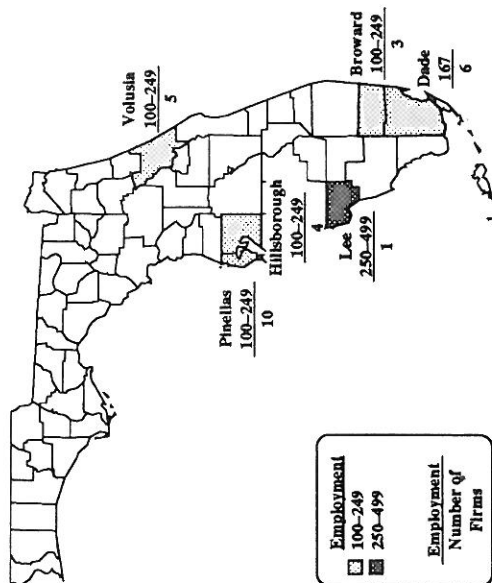 Volusia
100–249
5
Broward
100–249
3
Dade
167
6
Hillsborough
100–249
4
Lee
250–499
1
Pinellas
100–249
10
Employment
100–249
250–499
Employment
Number of
Firms